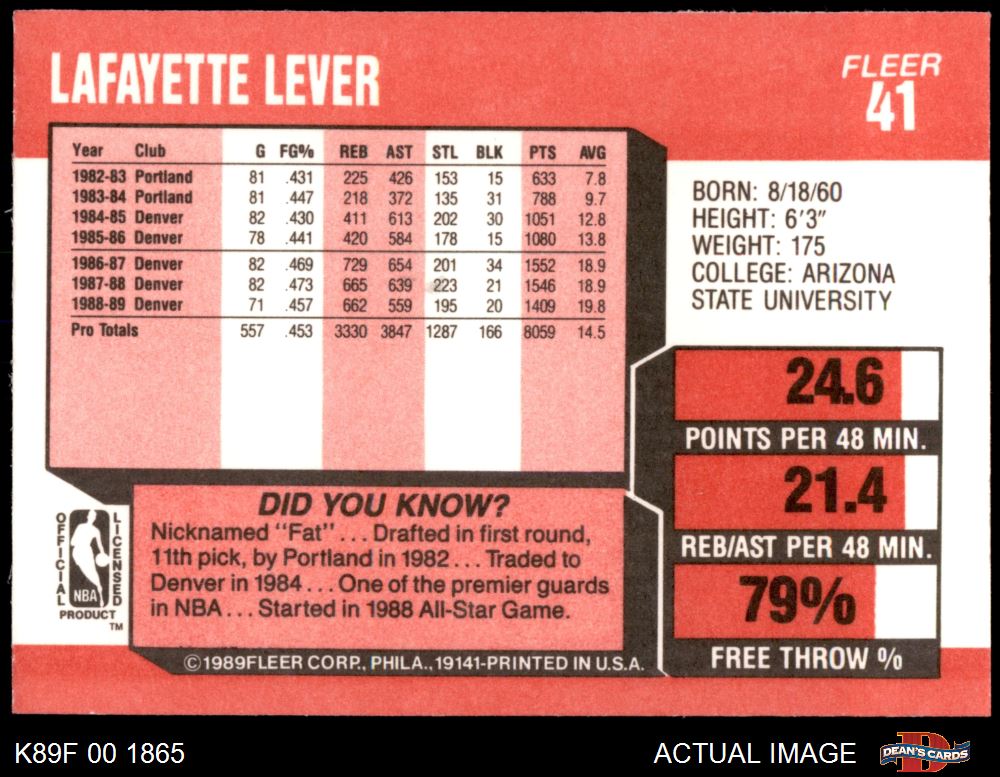 LAFAYETTE LEVER
FLEER
41
Year Club G FG% REB AST STL BLK PTS AVG
1982-83 Portland 81 .431 225 426 153 15 633 7.8
1983-84 Portland 81 .447 218 372 135 31 788 9.7
1984-85 Denver 82 .430 411 613 202 30 1051 12.8
1985-86 Denver 78 .441 420 584 178 15 1080 13.8
1986-87 Denver 82 .469 729 654 201 34 1552 18.9
1987-88 Denver 82 .473 665 639 223 21 1546 18.9
1988-89 Denver 71 .457 662 559 195 20 1409 19.8
Pro Totals 557 .453 3330 3847 1287 166 8059 14.5
BORN: 8/18/60
HEIGHT: 6'3"
WEIGHT: 175
COLLEGE: ARIZONA
STATE UNIVERSITY
24.6
POINTS PER 48 MIN.
21.4
REB/AST PER 48 MIN.
79%
FREE THROW %
DID YOU KNOW?
Nicknamed "Fat" ... Drafted in first round,
11th pick, by Portland in 1982 ... Traded to
Denver in 1984 ... One of the premier guards
in NBA ... Started in 1988 All-Star Game.
OFFICIAL
LICENSED
NBA
PRODUCT
TM
©1989FLEER CORP., PHILA., 19141-PRINTED IN U.S.A.
K89F 00 1865
ACTUAL IMAGE
D
DEAN'S CARDS